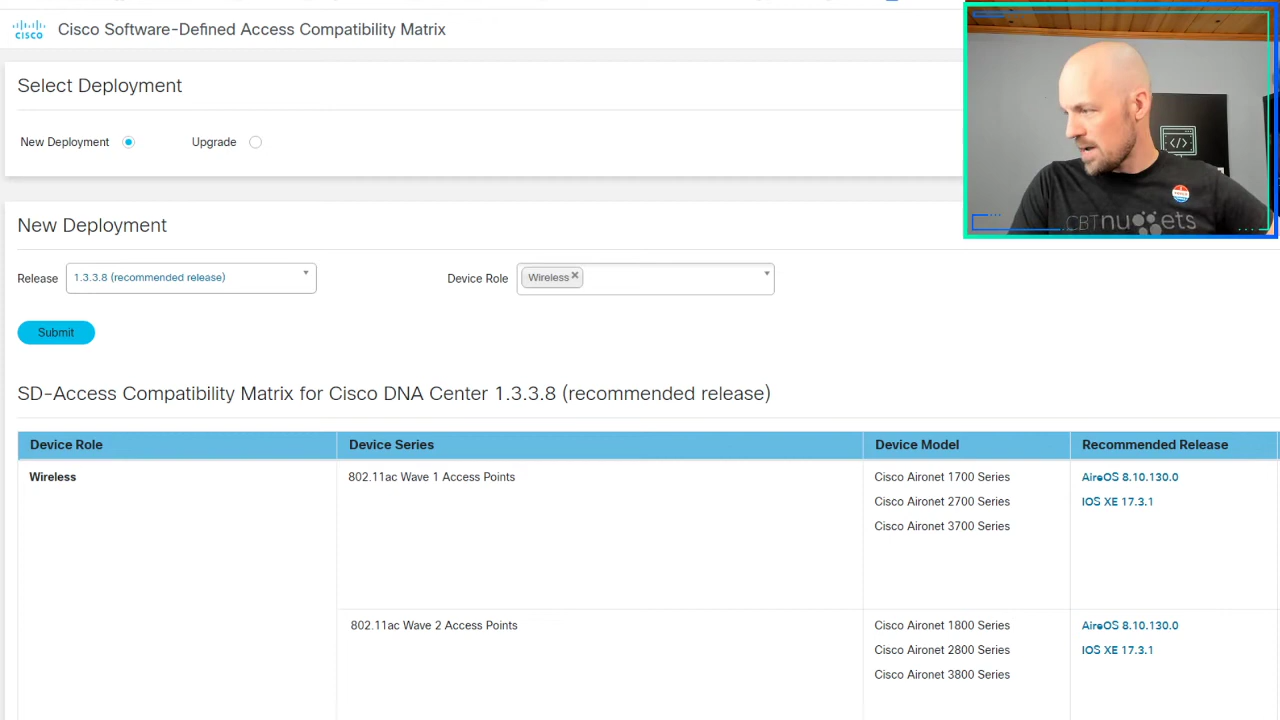 CISCO
Cisco Software-Defined Access Compatibility Matrix
Select Deployment
New Deployment
Upgrade
New Deployment
Release
1.3.3.8 (recommended release)
Device Role
Wireless
Submit
SD-Access Compatibility Matrix for Cisco DNA Center 1.3.3.8 (recommended release)
Device Role
Device Series
Device Model
Recommended Release
Wireless
802.11ac Wave 1 Access Points
Cisco Aironet 1700 Series
Cisco Aironet 2700 Series
Cisco Aironet 3700 Series
AireOS 8.10.130.0
IOS XE 17.3.1
802.11ac Wave 2 Access Points
Cisco Aironet 1800 Series
Cisco Aironet 2800 Series
Cisco Aironet 3800 Series
AireOS 8.10.130.0
IOS XE 17.3.1
</>
CBTnuggets